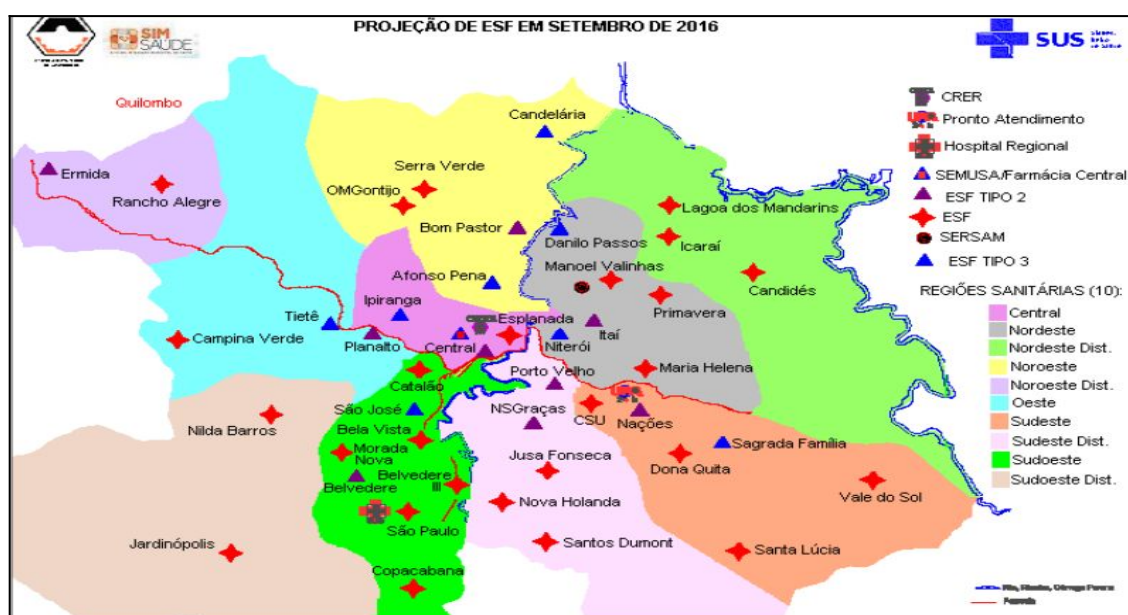 PROJEÇÃO DE ESF EM SETEMBRO DE 2016
SIM
SAÚDE
SUS
Quilombo
Candelária
Ermida
Rancho Alegre
Serra Verde
OMGontijo
Bom Pastor
Danilo Passos
Lagoa dos Mandarins
Icaraí
Manoel Valinhas
Candidés
Primavera
Afonso Pena
Ipiranga
Esplanada
Itaí
Tietê
Campina Verde
Planalto
Central
Niterói
Porto Velho
Maria Helena
Catalão
São José
NSGraças
CSU
Nações
Nilda Barros
Bela Vista
Morada
Nova
Sagrada Família
Dona Quita
Jusa Fonseca
Belvedere
III
Belvedere
Nova Holanda
Vale do Sol
São Paulo
Jardinópolis
Santos Dumont
Santa Lúcia
Copacabana
CRER
Pronto Atendimento
Hospital Regional
SEMUSA/Farmácia Central
ESF TIPO 2
ESF
SERSAM
ESF TIPO 3
REGIÕES SANITÁRIAS (10):
Central
Nordeste
Nordeste Dist.
Noroeste
Noroeste Dist.
Oeste
Sudeste
Sudeste Dist.
Sudoeste
Sudoeste Dist.